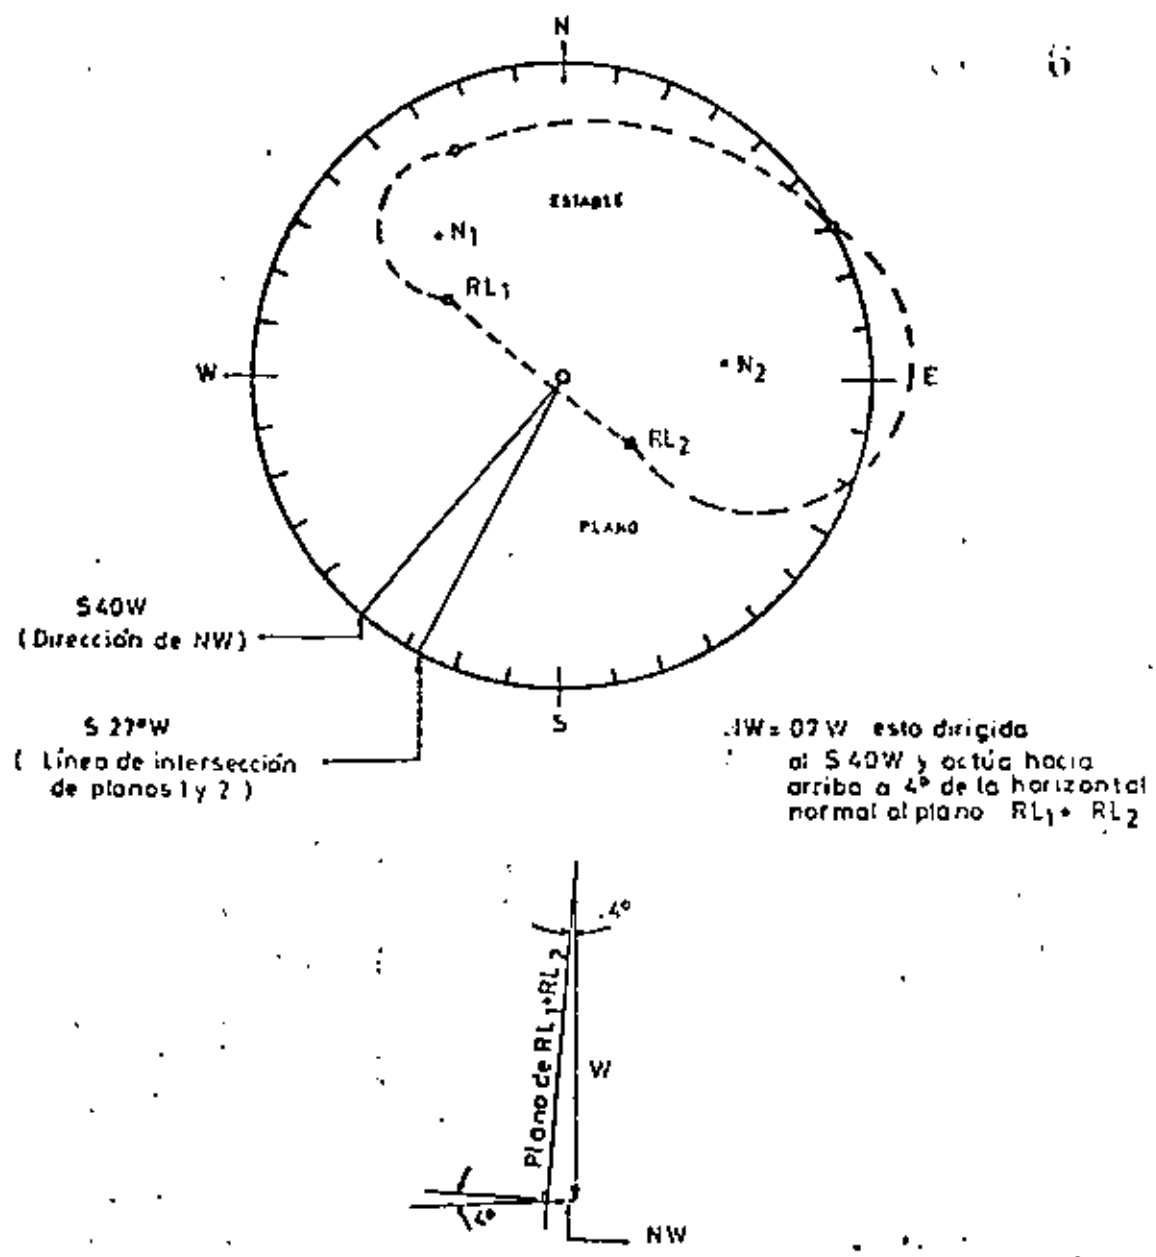 N
6
ESTABLE
N1
RL1
W
N2
E
RL2
PLANO
S40W
(Dirección de NW)
S 27°W
( Línea de intersección
de planos 1 y 2 )
S
NW = 07 W esto dirigida
al S 40W y actúa hacia
arriba a 4° de la horizontal
normal al plano RL1+ RL2
4°
Plano de RL1+RL2
W
4°
NW